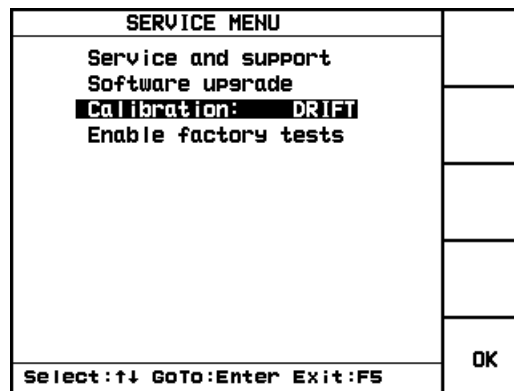 SERVICE MENU
Service and support
Software upgrade
Calibration: DRIFT
Enable factory tests
OK
Select:↑↓ GoTo:Enter Exit:F5